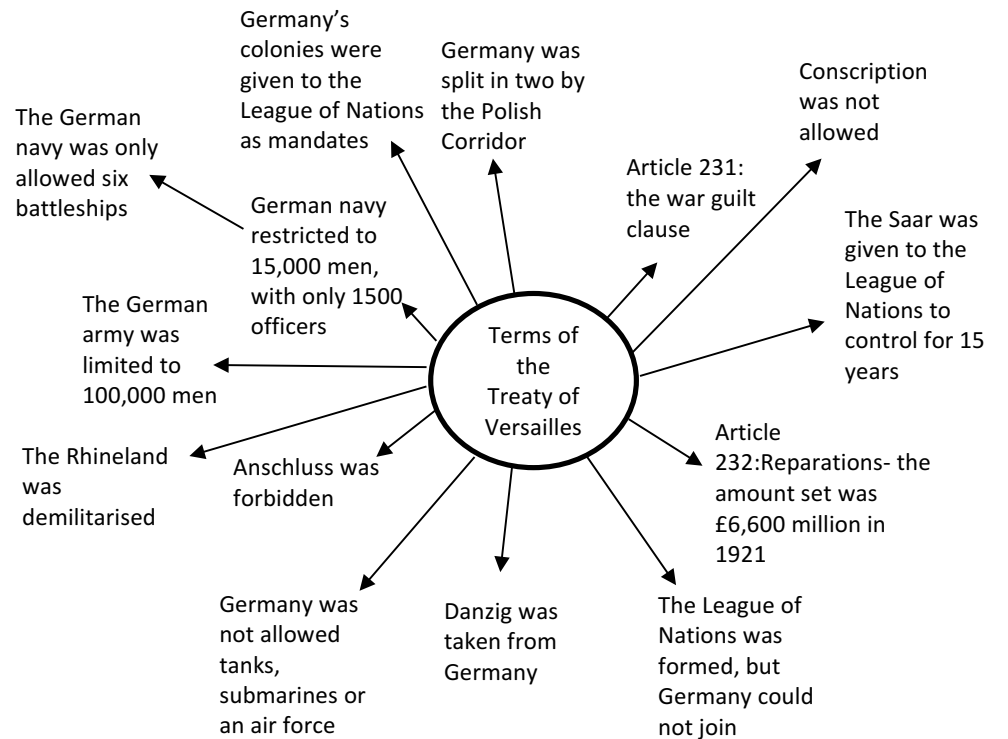 Germany’s
colonies were
given to the
League of Nations
as mandates
Germany was
split in two by
the Polish
Corridor
Conscription
was not
allowed
The German
navy was only
allowed six
battleships
Article 231:
the war guilt
clause
German navy
restricted to
15,000 men,
with only 1500
officers
The Saar was
given to the
League of
Nations to
control for 15
years
The German
army was
limited to
100,000 men
Terms of
the
Treaty of
Versailles
The Rhineland
was
demilitarised
Anschluss was
forbidden
Article
232:Reparations- the
amount set was
£6,600 million in
1921
Germany was
not allowed
tanks,
submarines or
an air force
Danzig was
taken from
Germany
The League of
Nations was
formed, but
Germany could
not join